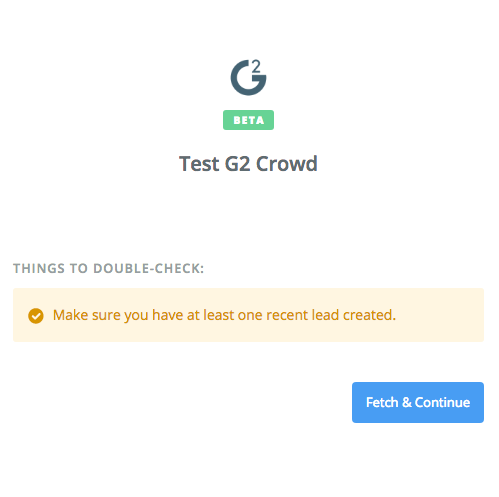 G2
BETA
Test G2 Crowd
THINGS TO DOUBLE-CHECK:
Make sure you have at least one recent lead created.
Fetch & Continue